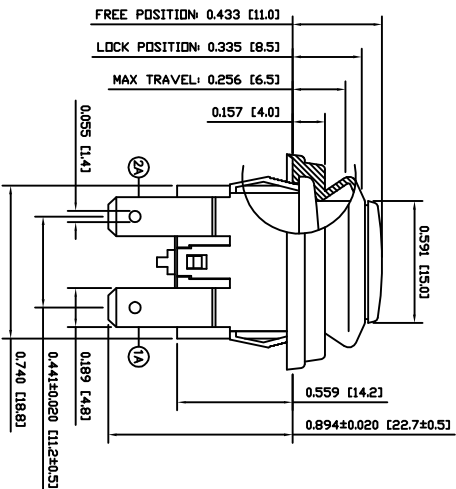 FREE POSITION: 0.433 [11.0]
LOCK POSITION: 0.335 [8.5]
MAX TRAVEL: 0.256 [6.5]
0.157 [4.0]
0.055 [1.4]
2A
0.591 [15.0]
1A
0.189 [4.8]
0.441±0.020 [11.2±0.5]
0.740 [18.8]
0.559 [14.2]
0.894±0.020 [22.7±0.5]